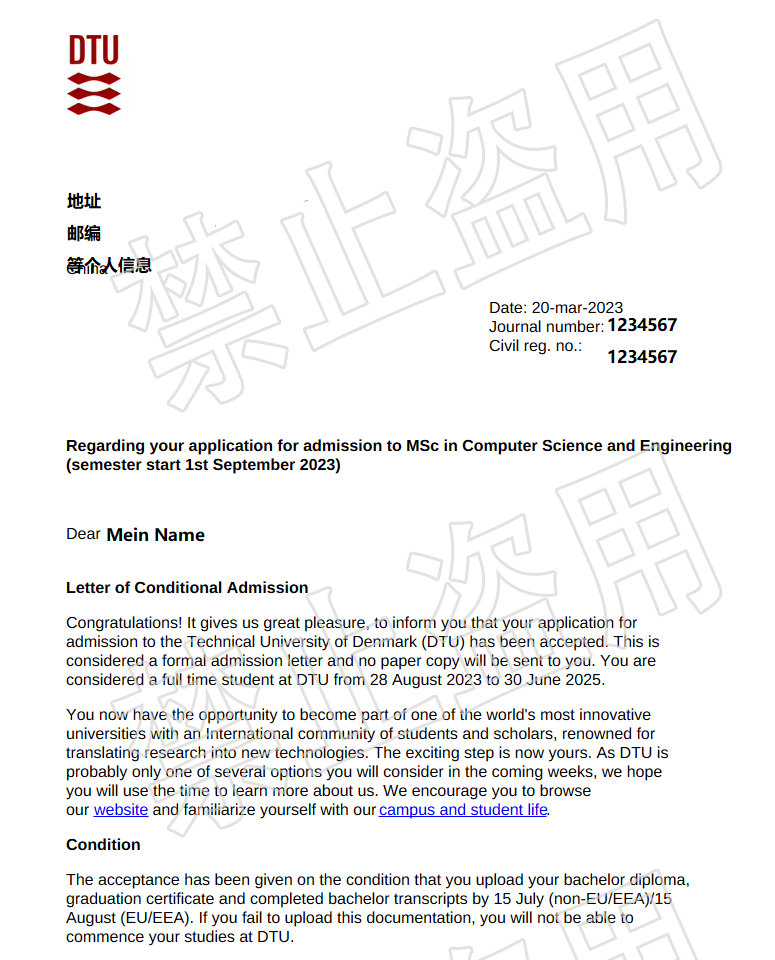 DTU
地址
邮编
等个人信息
China
Date: 20-mar-2023
Journal number: 1234567
Civil reg. no.:
1234567
Regarding your application for admission to MSc in Computer Science and Engineering
(semester start 1st September 2023)
Dear Mein Name
Letter of Conditional Admission
Congratulations! It gives us great pleasure, to inform you that your application for
admission to the Technical University of Denmark (DTU) has been accepted. This is
considered a formal admission letter and no paper copy will be sent to you. You are
considered a full time student at DTU from 28 August 2023 to 30 June 2025.
You now have the opportunity to become part of one of the world's most innovative
universities with an International community of students and scholars, renowned for
translating research into new technologies. The exciting step is now yours. As DTU is
probably only one of several options you will consider in the coming weeks, we hope
you will use the time to learn more about us. We encourage you to browse
our website and familiarize yourself with our campus and student life.
Condition
The acceptance has been given on the condition that you upload your bachelor diploma,
graduation certificate and completed bachelor transcripts by 15 July (non-EU/EEA)/15
August (EU/EEA). If you fail to upload this documentation, you will not be able to
commence your studies at DTU.
禁止盗用
禁止盗用